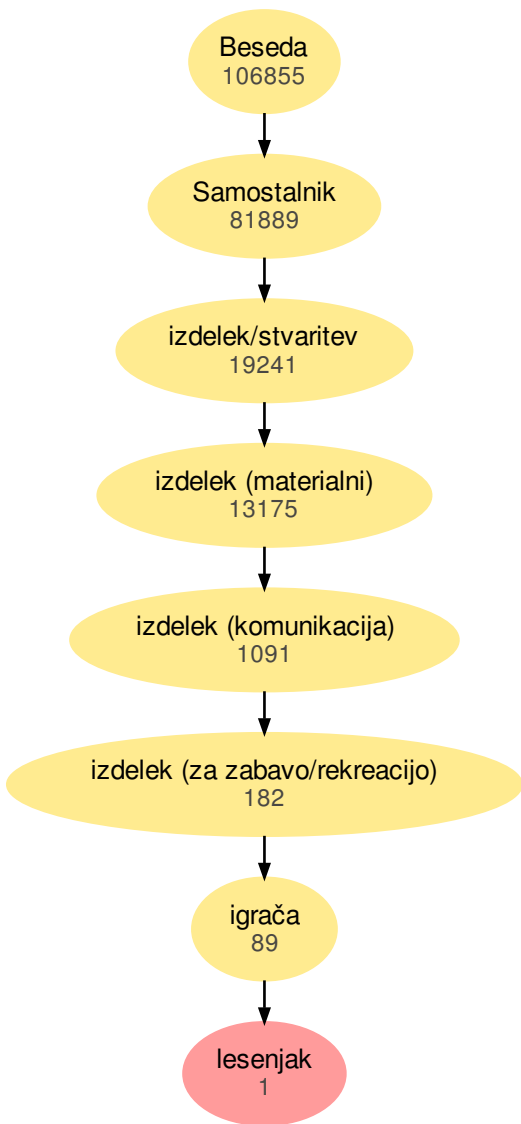 Beseda
106855
Samostalnik
81889
izdelek/stvaritev
19241
izdelek (materialni)
13175
izdelek (komunikacija)
1091
izdelek (za zabavo/rekreacijo)
182
igrača
89
lesenjak
1